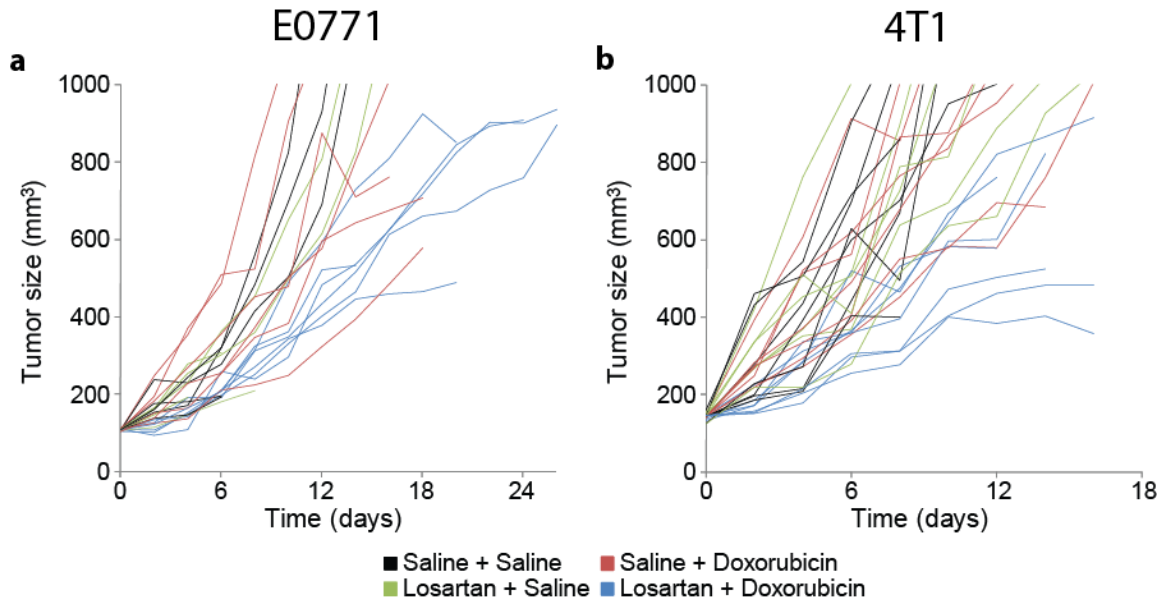 E0771
4T1
a
b
Tumor size (mm³)
1000
800
600
400
200
0
0 6 12 18 24
Time (days)
Tumor size (mm³)
1000
800
600
400
200
0
0 6 12 18
Time (days)
Saline + Saline
Saline + Doxorubicin
Losartan + Saline
Losartan + Doxorubicin